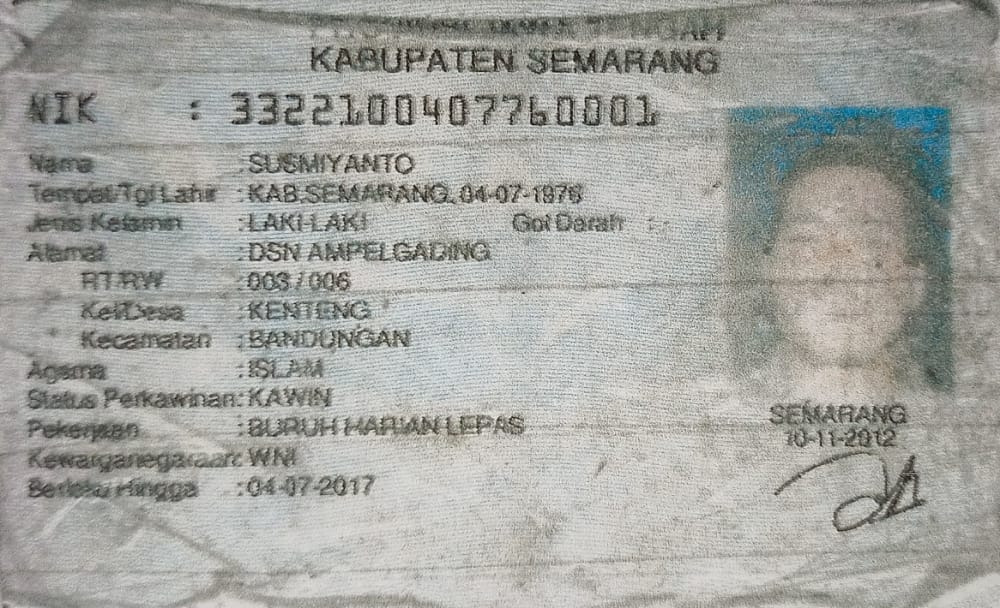 KABUPATEN SEMARANG
NIK : 3322100407760001
Nama : SUSMIYANTO
Tempat/Tgl Lahir : KAB.SEMARANG, 04-07-1976
Jenis Kelamin : LAKI-LAKI Gol Darah : -
Alamat : DSN AMPELGADING
RT/RW : 003 / 006
Kel/Desa : KENTENG
Kecamatan : BANDUNGAN
Agama : ISLAM
Status Perkawinan: KAWIN
Pekerjaan : BURUH HARIAN LEPAS
Kewarganegaraan: WNI
Berlaku Hingga : 04-07-2017
SEMARANG
10-11-2012